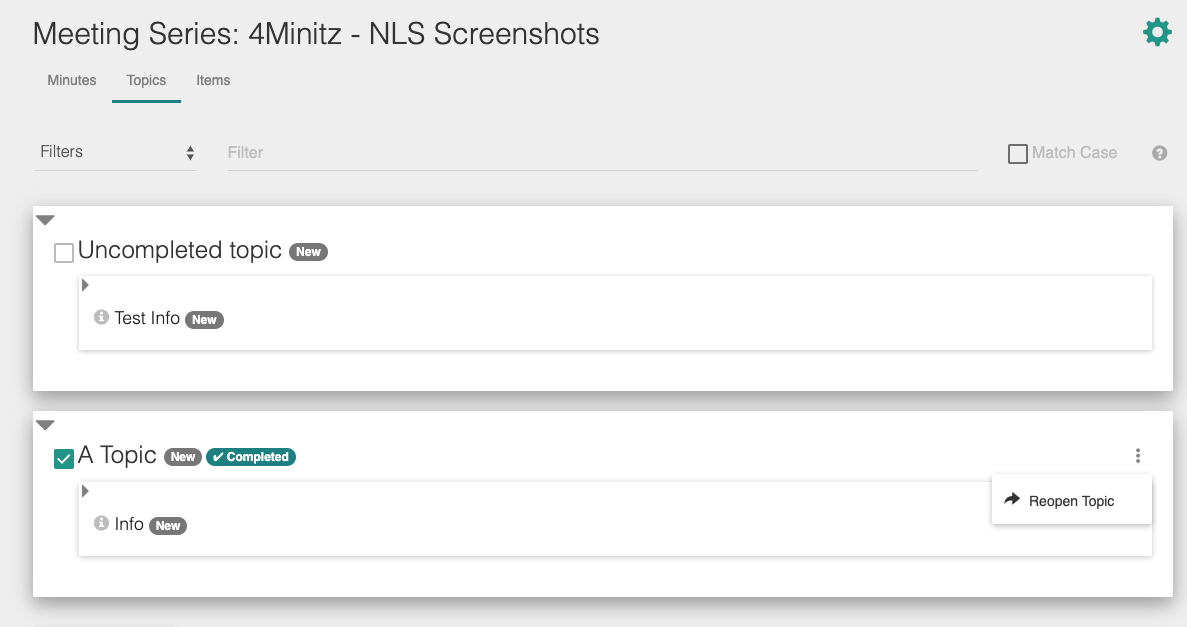 Meeting Series: 4Minitz - NLS Screenshots
Minutes Topics Items
Filters Filter Match Case
Uncompleted topic New
Test Info New
A Topic New Completed
Reopen Topic
Info New